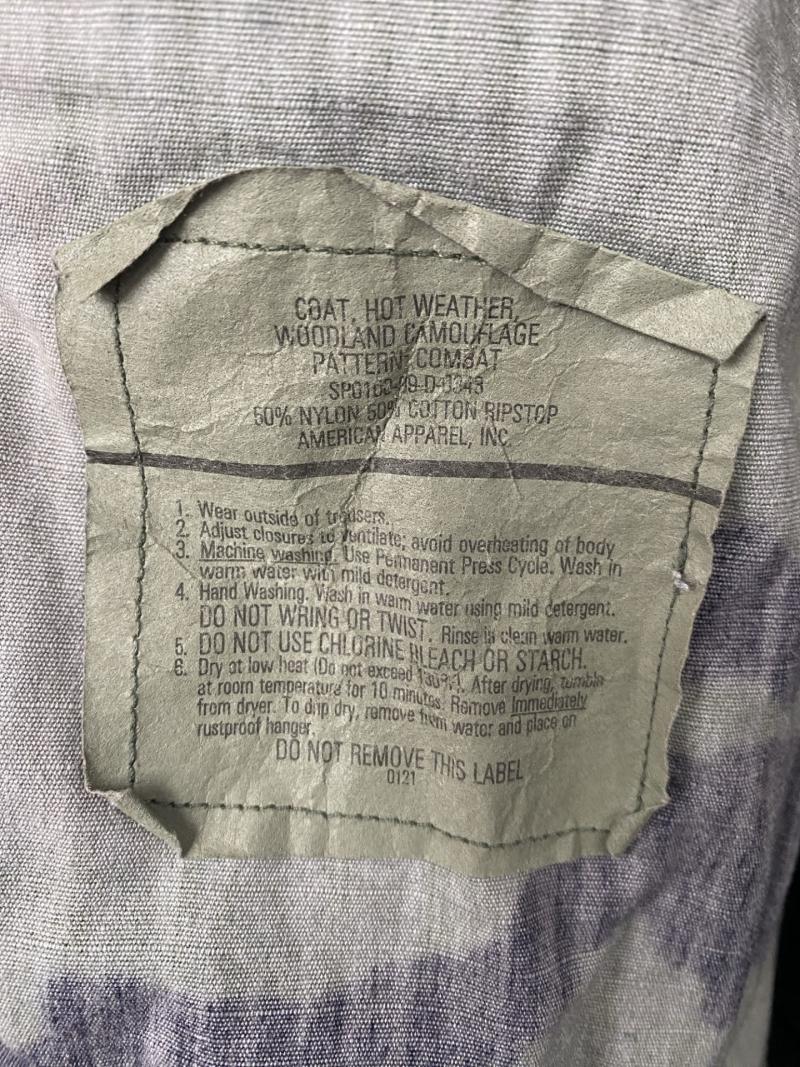 COAT, HOT WEATHER,
WOODLAND CAMOUFLAGE
PATTERN, COMBAT
50% NYLON 50% COTTON RIPSTOP
AMERICAN APPAREL, INC
1. Wear outside of trousers.
2. Adjust closures to ventilate; avoid overheating of body
3. Machine washing. Use Permanent Press Cycle. Wash in
warm water with mild detergent.
4. Hand Washing. Wash in warm water using mild detergent.
DO NOT WRING OR TWIST. Rinse in clean warm water.
5. DO NOT USE CHLORINE BLEACH OR STARCH.
6. Dry at low heat (Do not exceed After drying, tumble
at room temperature for 10 minutes. Remove Immediately
from dryer. To drip dry, remove from water and place on
rustproof hanger.
DO NOT REMOVE THIS LABEL
0121